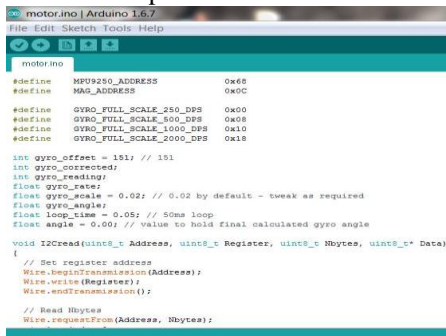 motor.ino | Arduino 1.6.7
File Edit Sketch Tools Help
motor.ino
#define MPU9250_ADDRESS 0x68
#define MAG_ADDRESS 0x0C
#define GYRO_FULL_SCALE_250_DPS 0x00
#define GYRO_FULL_SCALE_500_DPS 0x08
#define GYRO_FULL_SCALE_1000_DPS 0x10
#define GYRO_FULL_SCALE_2000_DPS 0x18
int gyro_offset = 151; // 151
int gyro_corrected;
int gyro_reading;
float gyro_rate;
float gyro_scale = 0.02; // 0.02 by default - tweak as required
float gyro_angle;
float loop_time = 0.05; // 50ms loop
float angle = 0.00; // value to hold final calculated gyro angle
void I2Cread(uint8_t Address, uint8_t Register, uint8_t Nbytes, uint8_t* Data)
{
// Set register address
Wire.beginTransmission(Address);
Wire.write(Register);
Wire.endTransmission();
// Read Nbytes
Wire.requestFrom(Address, Nbytes);